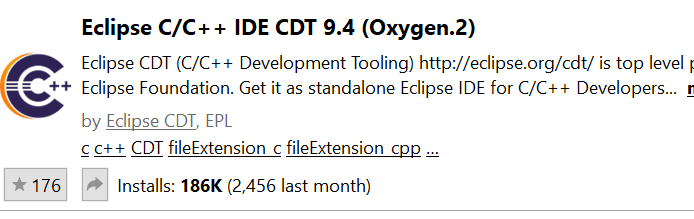 Eclipse C/C++ IDE CDT 9.4 (Oxygen.2)
Eclipse CDT (C/C++ Development Tooling) http://eclipse.org/cdt/ is top level
Eclipse Foundation. Get it as standalone Eclipse IDE for C/C++ Developers...
by Eclipse CDT, EPL
c c++ CDT fileExtension_c fileExtension_cpp ...
176 Installs: 186K (2,456 last month)